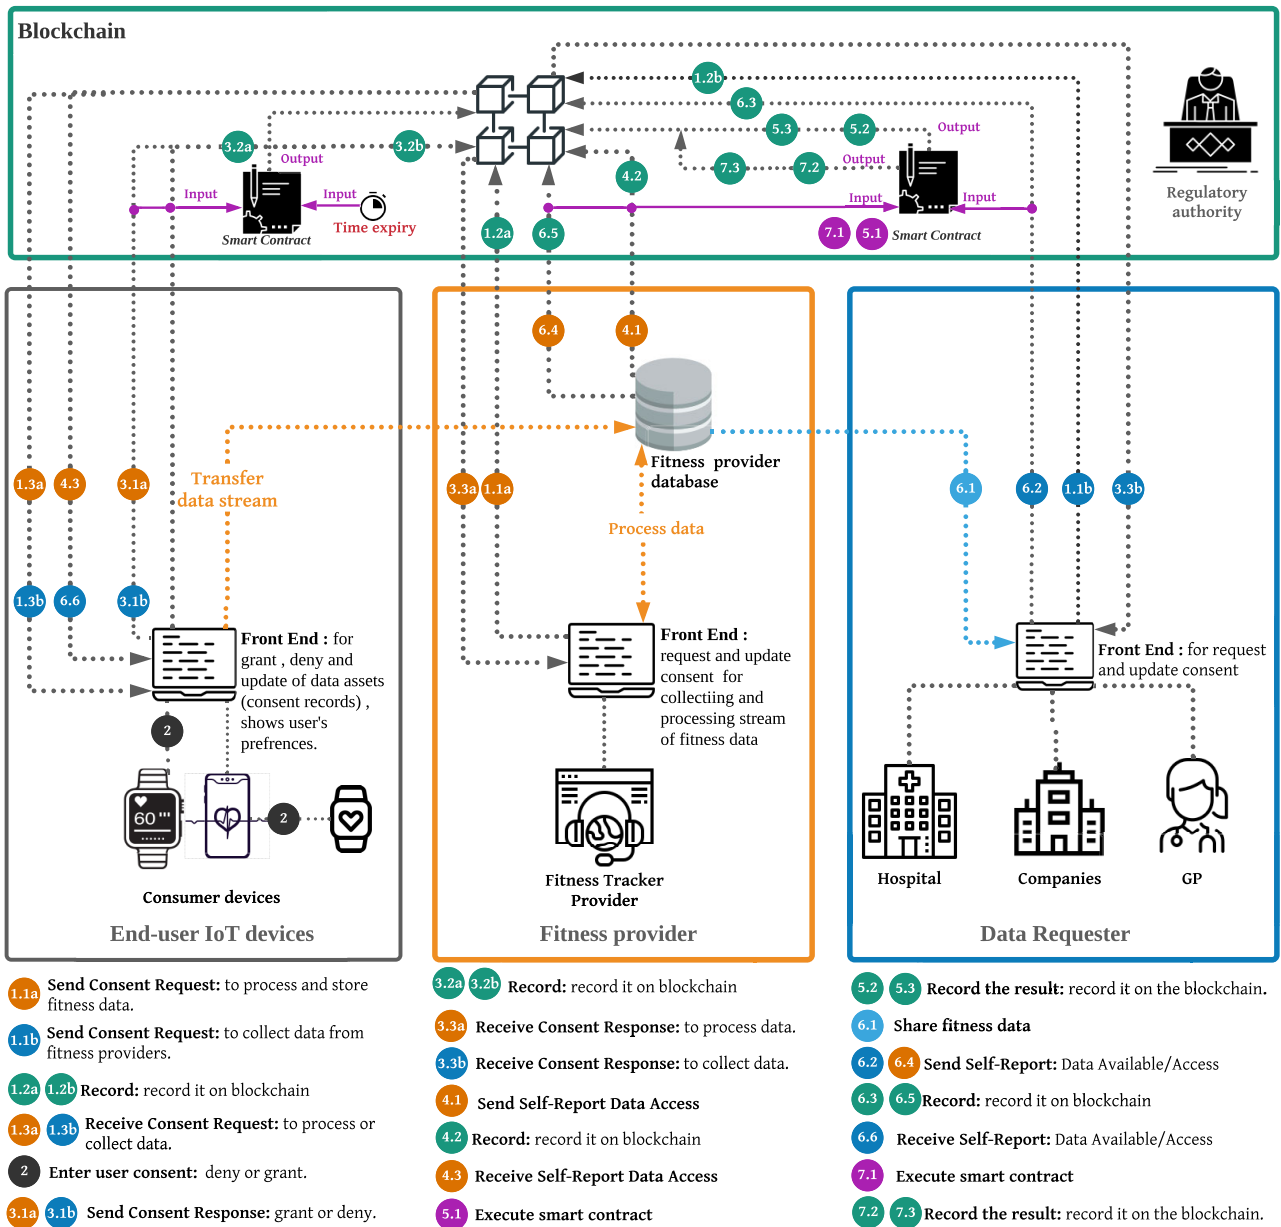 Blockchain
1.2b
6.3
5.3
5.2
Output
3.2a
3.2b
Output
7.3
7.2
Output
4.2
Input
Input
Input
Input
Time expiry
Smart Contract
1.2a
6.5
7.1
5.1
Smart Contract
Regulatory
authority
6.4
4.1
1.3a
4.3
3.1a
Transfer
data stream
Fitness provider
database
3.3a
1.1a
6.1
6.2
1.1b
3.3b
Process data
1.3b
6.6
3.1b
Front End : for
grant , deny and
update of data assets
(consent records) ,
shows user's
prefrences.
Front End :
request and update
consent for
collectiing and
processing stream
of fitness data
Front End : for request
and update consent
2
60
2
Consumer devices
Fitness Tracker
Provider
Hospital
Companies
GP
End-user IoT devices
Fitness provider
Data Requester
1.1a Send Consent Request: to process and store
fitness data.
1.1b Send Consent Request: to collect data from
fitness providers.
1.2a 1.2b Record: record it on blockchain
1.3a 1.3b Receive Consent Request: to process or
collect data.
2 Enter user consent: deny or grant.
3.1a 3.1b Send Consent Response: grant or deny.
3.2a 3.2b Record: record it on blockchain
3.3a Receive Consent Response: to process data.
3.3b Receive Consent Response: to collect data.
4.1 Send Self-Report Data Access
4.2 Record: record it on blockchain
4.3 Receive Self-Report Data Access
5.1 Execute smart contract
5.2 5.3 Record the result: record it on the blockchain.
6.1 Share fitness data
6.2 6.4 Send Self-Report: Data Available/Access
6.3 6.5 Record: record it on blockchain
6.6 Receive Self-Report: Data Available/Access
7.1 Execute smart contract
7.2 7.3 Record the result: record it on the blockchain.